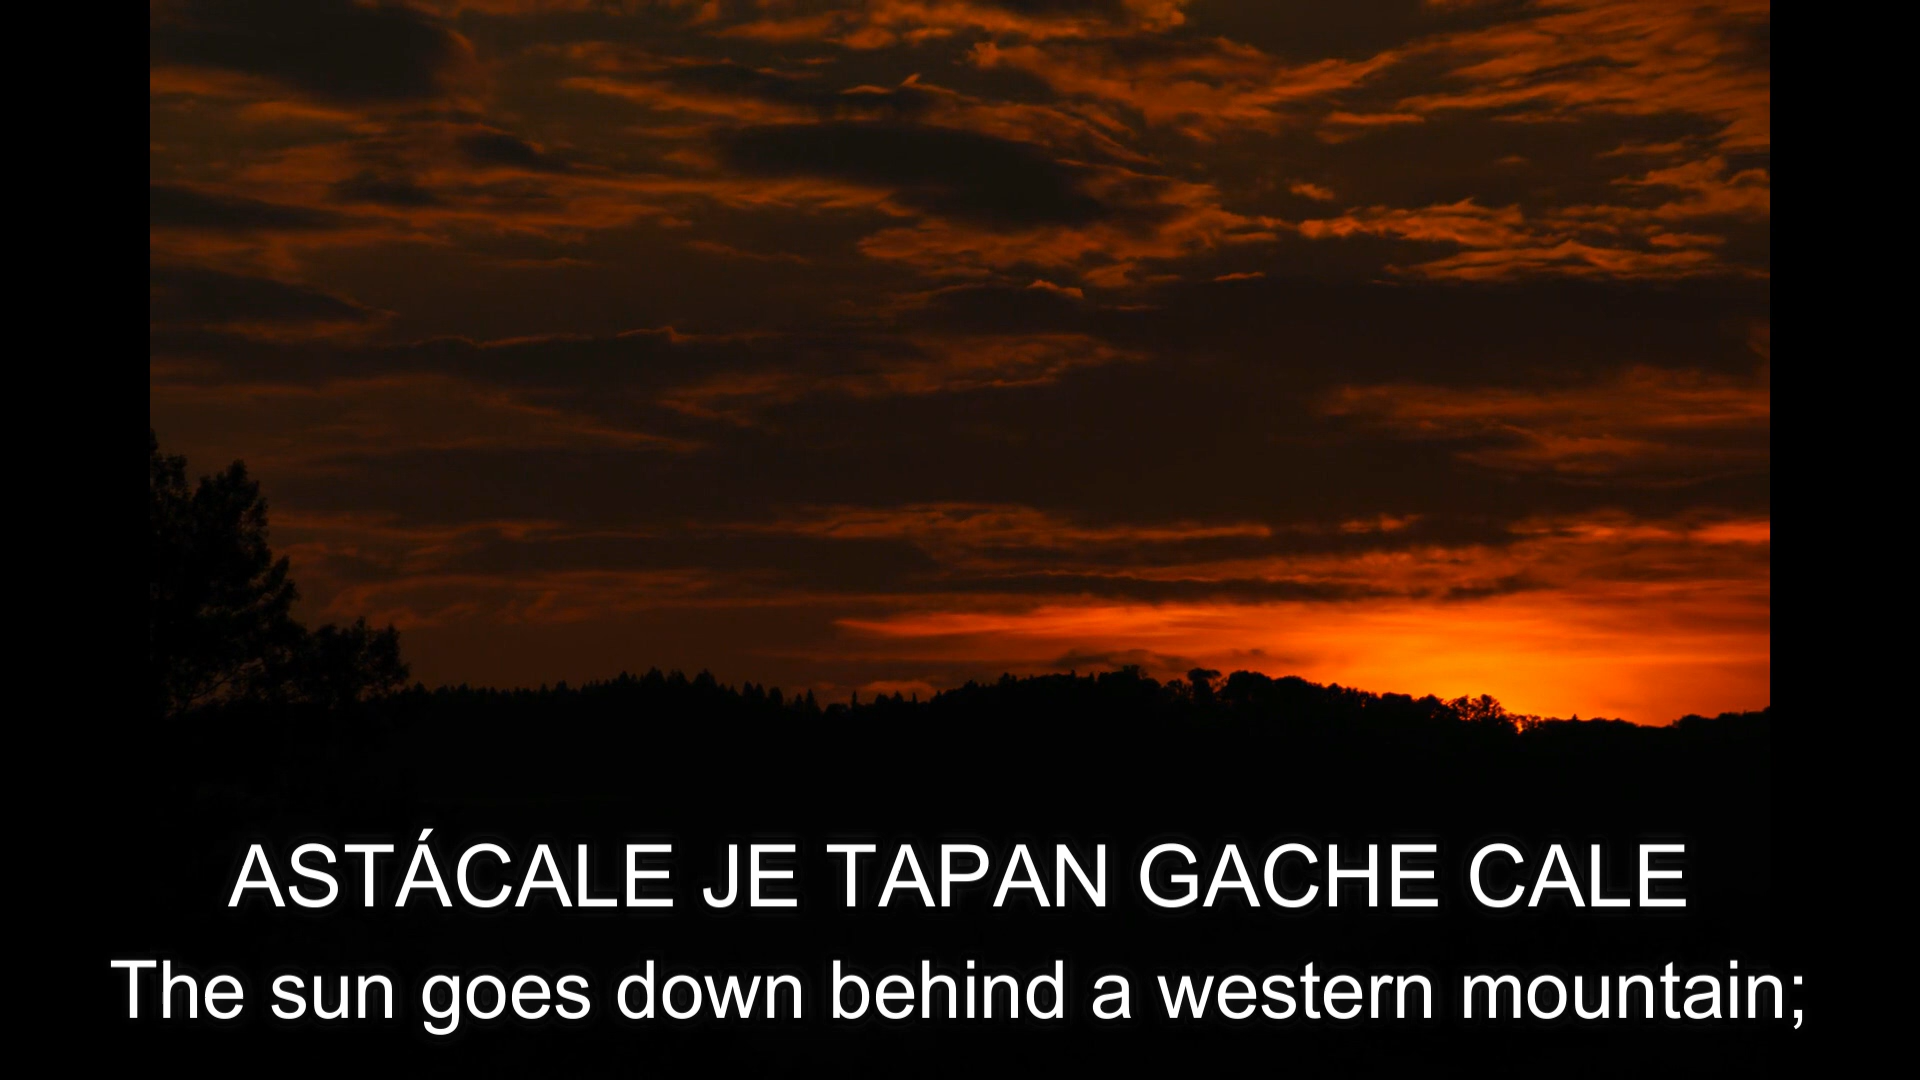 ASTÁCALE JE TAPAN GACHE CALE
The sun goes down behind a western mountain;